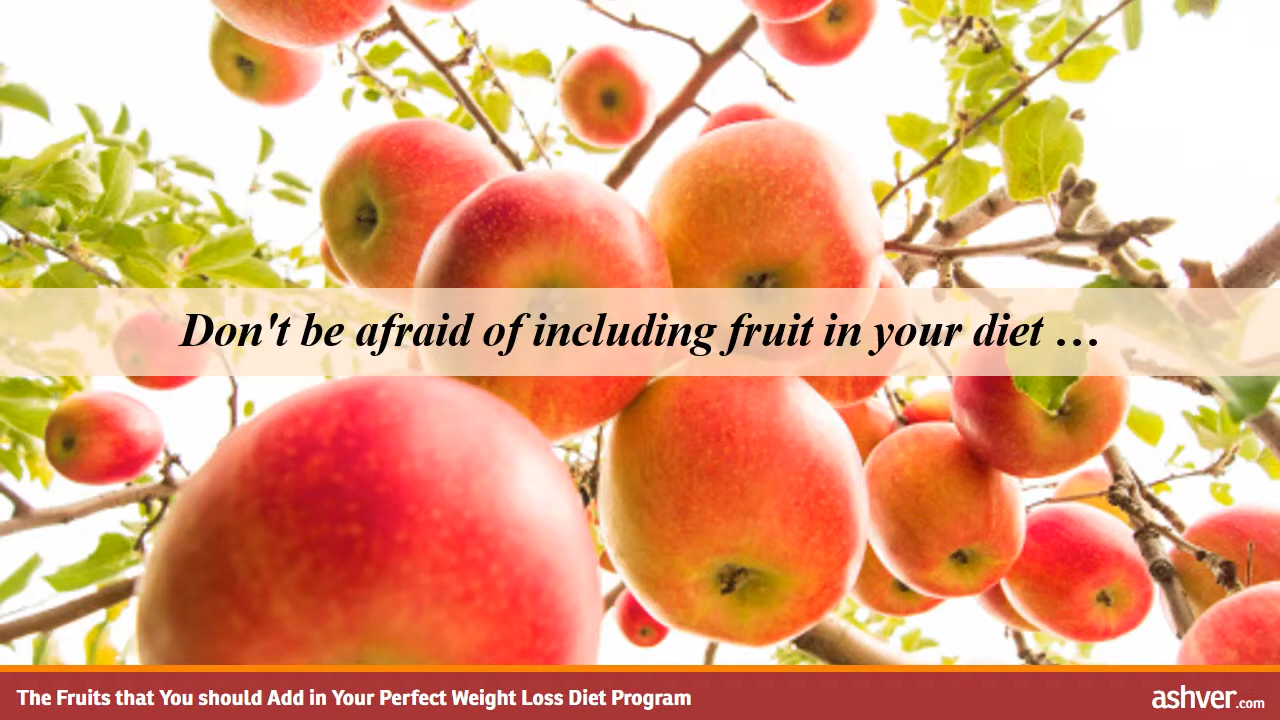 Don't be afraid of including fruit in your diet …
The Fruits that You should Add in Your Perfect Weight Loss Diet Program
ashver.com